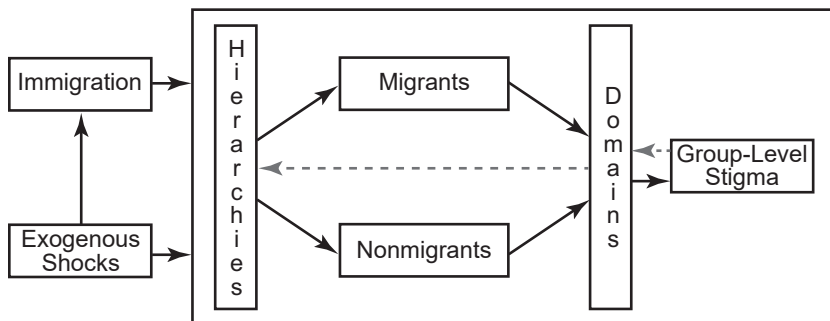 Immigration
Exogenous
Shocks
Hierarchies
Migrants
Nonmigrants
Domains
Group-Level
Stigma